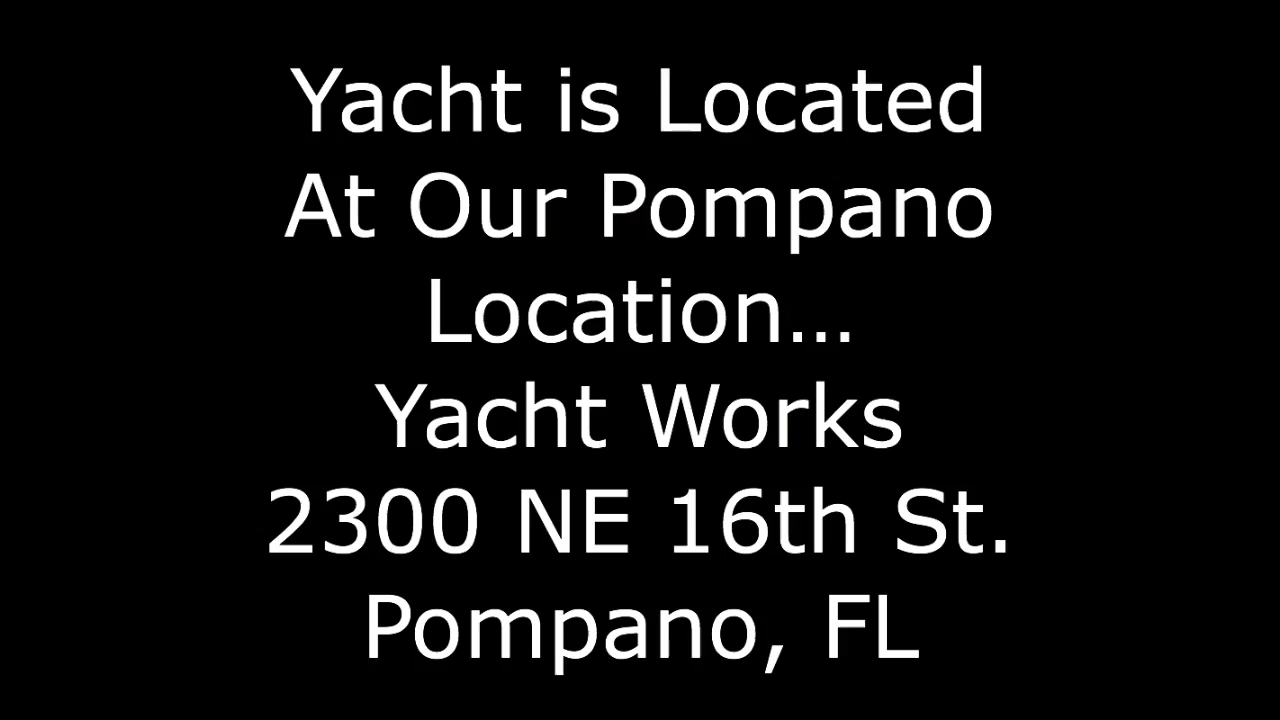 Yacht is Located
At Our Pompano
Location...
Yacht Works
2300 NE 16th St.
Pompano, FL